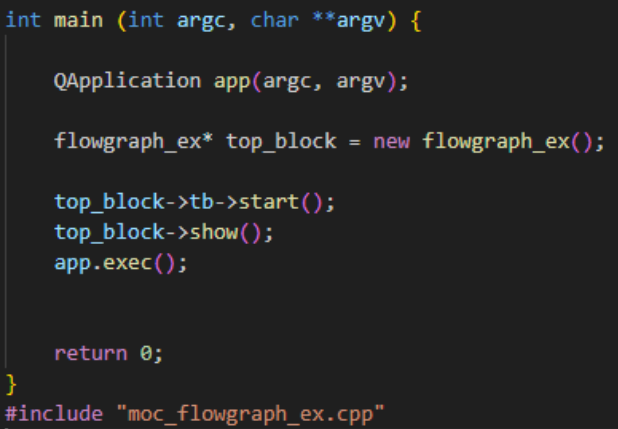 int main (int argc, char **argv) {
QApplication app(argc, argv);
flowgraph_ex* top_block = new flowgraph_ex();
top_block->tb->start();
top_block->show();
app.exec();
return 0;
}
#include "moc_flowgraph_ex.cpp"